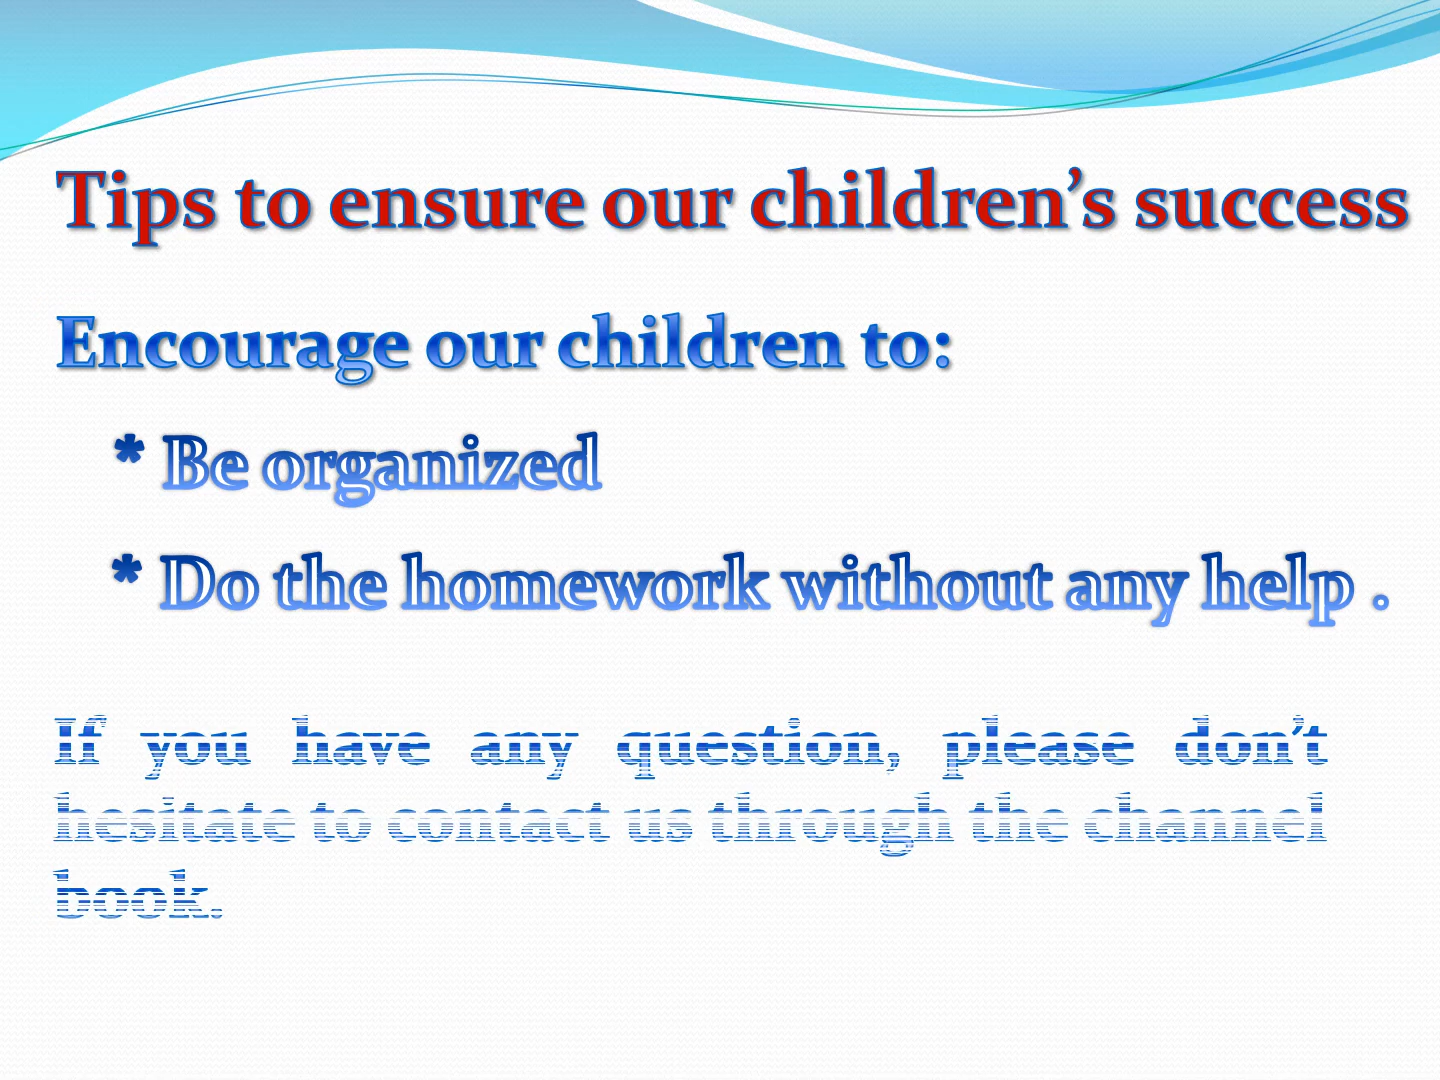 Tips to ensure our children’s success
Encourage our children to:
* Be organized
* Do the homework without any help .
If you have any question, please don’t
hesitate to contact us through the channel
book.